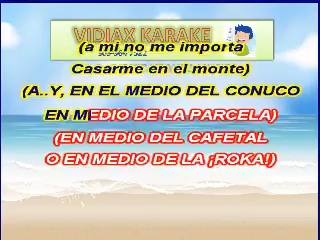 VIDIAX KARAKE
(a mi no me importa
Casarme en el monte)
(A..Y, EN EL MEDIO DEL CONUCO
EN MEDIO DE LA PARCELA)
(EN MEDIO DEL CAFETAL
O EN MEDIO DE LA ¡ROKA!)